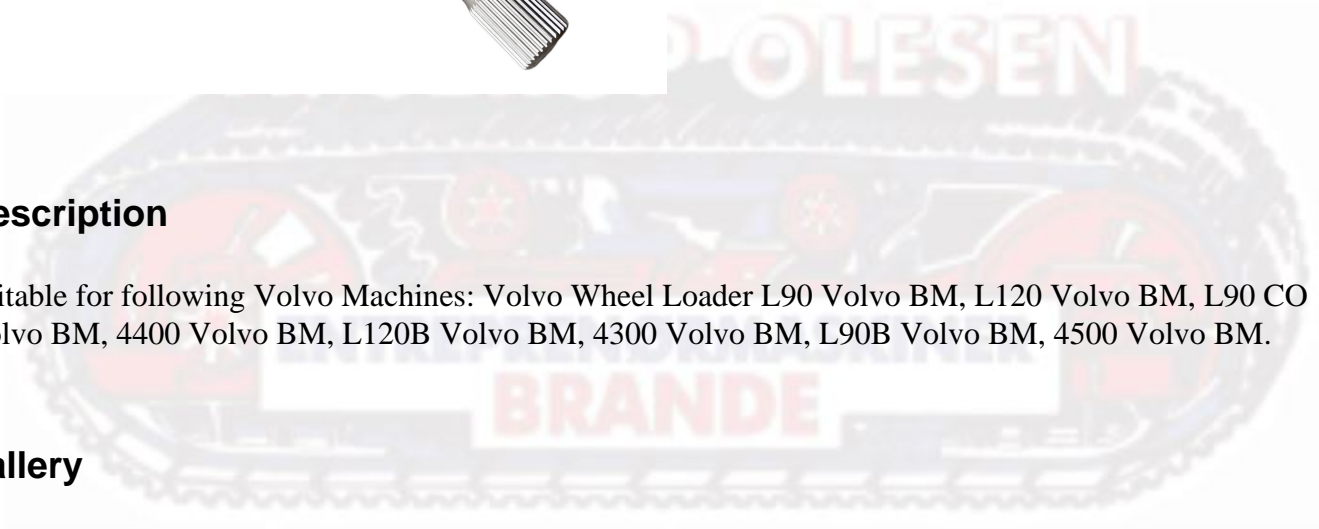 OLESEN
escription
itable for following Volvo Machines: Volvo Wheel Loader L90 Volvo BM, L120 Volvo BM, L90 CO
olvo BM, 4400 Volvo BM, L120B Volvo BM, 4300 Volvo BM, L90B Volvo BM, 4500 Volvo BM.
ENTREPRENØRMASKINER
BRANDE
allery